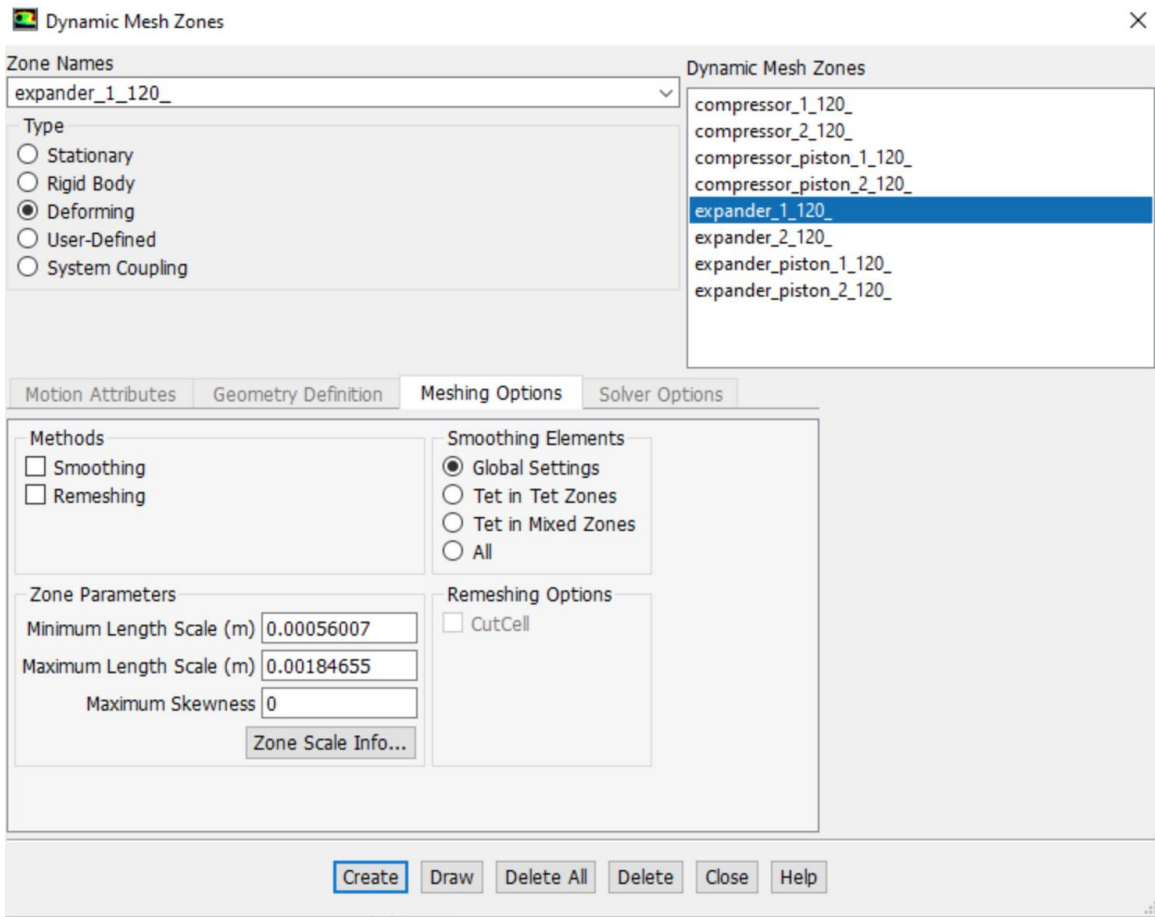 Dynamic Mesh Zones
Zone Names
expander_1_120_
Type
Stationary
Rigid Body
Deforming
User-Defined
System Coupling
Dynamic Mesh Zones
compressor_1_120_
compressor_2_120_
compressor_piston_1_120_
compressor_piston_2_120_
expander_1_120_
expander_2_120_
expander_piston_1_120_
expander_piston_2_120_
Motion Attributes Geometry Definition Meshing Options Solver Options
Methods
Smoothing
Remeshing
Smoothing Elements
Global Settings
Tet in Tet Zones
Tet in Mixed Zones
All
Zone Parameters
Minimum Length Scale (m) 0.00056007
Maximum Length Scale (m) 0.00184655
Maximum Skewness 0
Zone Scale Info...
Remeshing Options
CutCell
Create Draw Delete All Delete Close Help